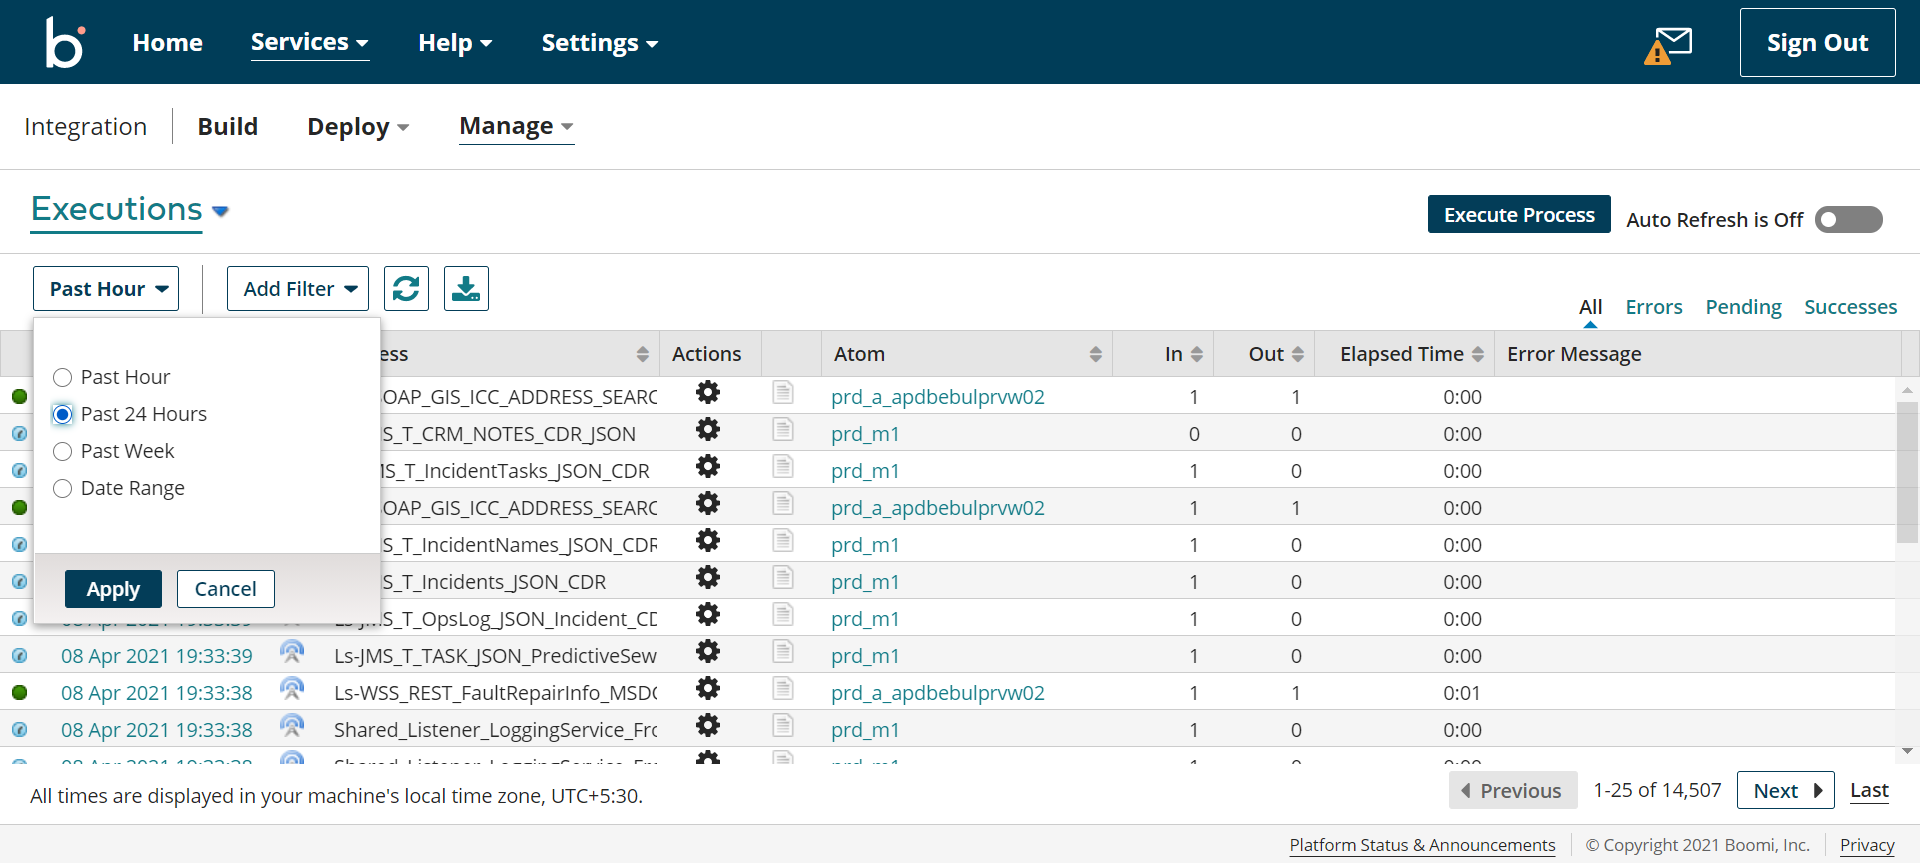 b Home Services Help Settings Sign Out
Integration Build Deploy Manage
Executions Execute Process Auto Refresh is Off
Past Hour Add Filter
All Errors Pending Successes
Past Hour
Past 24 Hours
Past Week
Date Range
Apply Cancel
ess Actions Atom In Out Elapsed Time Error Message
OAP_GIS_ICC_ADDRESS_SEARC prd_a_apdbebulprvw02 1 1 0:00
S_T_CRM_NOTES_CDR_JSON prd_m1 0 0 0:00
MS_T_IncidentTasks_JSON_CDR prd_m1 1 0 0:00
OAP_GIS_ICC_ADDRESS_SEARC prd_a_apdbebulprvw02 1 1 0:00
S_T_IncidentNames_JSON_CDR prd_m1 1 0 0:00
S_T_Incidents_JSON_CDR prd_m1 1 0 0:00
Ls-JMS_T_OpsLog_JSON_Incident_CD prd_m1 1 0 0:00
08 Apr 2021 19:33:39 Ls-JMS_T_TASK_JSON_PredictiveSew prd_m1 1 0 0:00
08 Apr 2021 19:33:38 Ls-WSS_REST_FaultRepairInfo_MSDC prd_a_apdbebulprvw02 1 1 0:01
08 Apr 2021 19:33:38 Shared_Listener_LoggingService_Fro prd_m1 1 0 0:00
All times are displayed in your machine's local time zone, UTC+5:30. Previous 1-25 of 14,507 Next Last
Platform Status & Announcements © Copyright 2021 Boomi, Inc. Privacy